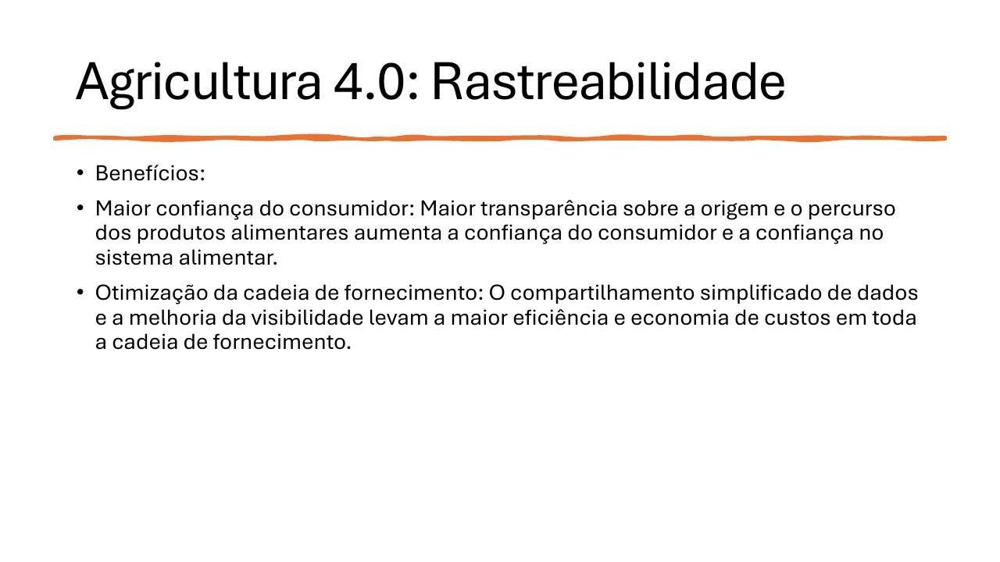 Agricultura 4.0: Rastreabilidade
• Benefícios:
• Maior confiança do consumidor: Maior transparência sobre a origem e o percurso
dos produtos alimentares aumenta a confiança do consumidor e a confiança no
sistema alimentar.
• Otimização da cadeia de fornecimento: O compartilhamento simplificado de dados
e a melhoria da visibilidade levam a maior eficiência e economia de custos em toda
a cadeia de fornecimento.